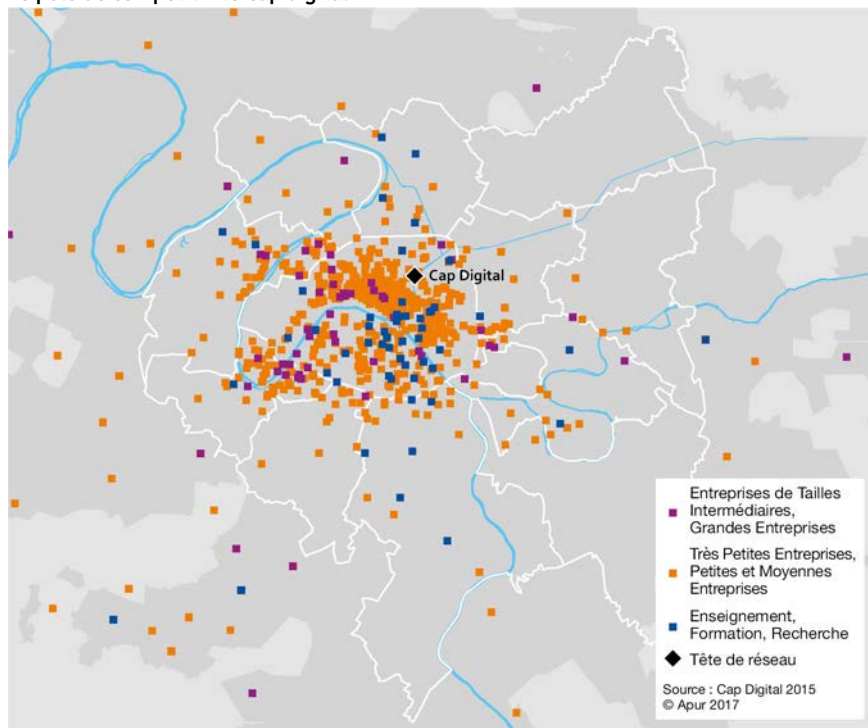 Cap Digital
Entreprises de Tailles
Intermédiaires,
Grandes Entreprises
Très Petites Entreprises,
Petites et Moyennes
Entreprises
Enseignement,
Formation, Recherche
Tête de réseau
Source : Cap Digital 2015
© Apur 2017